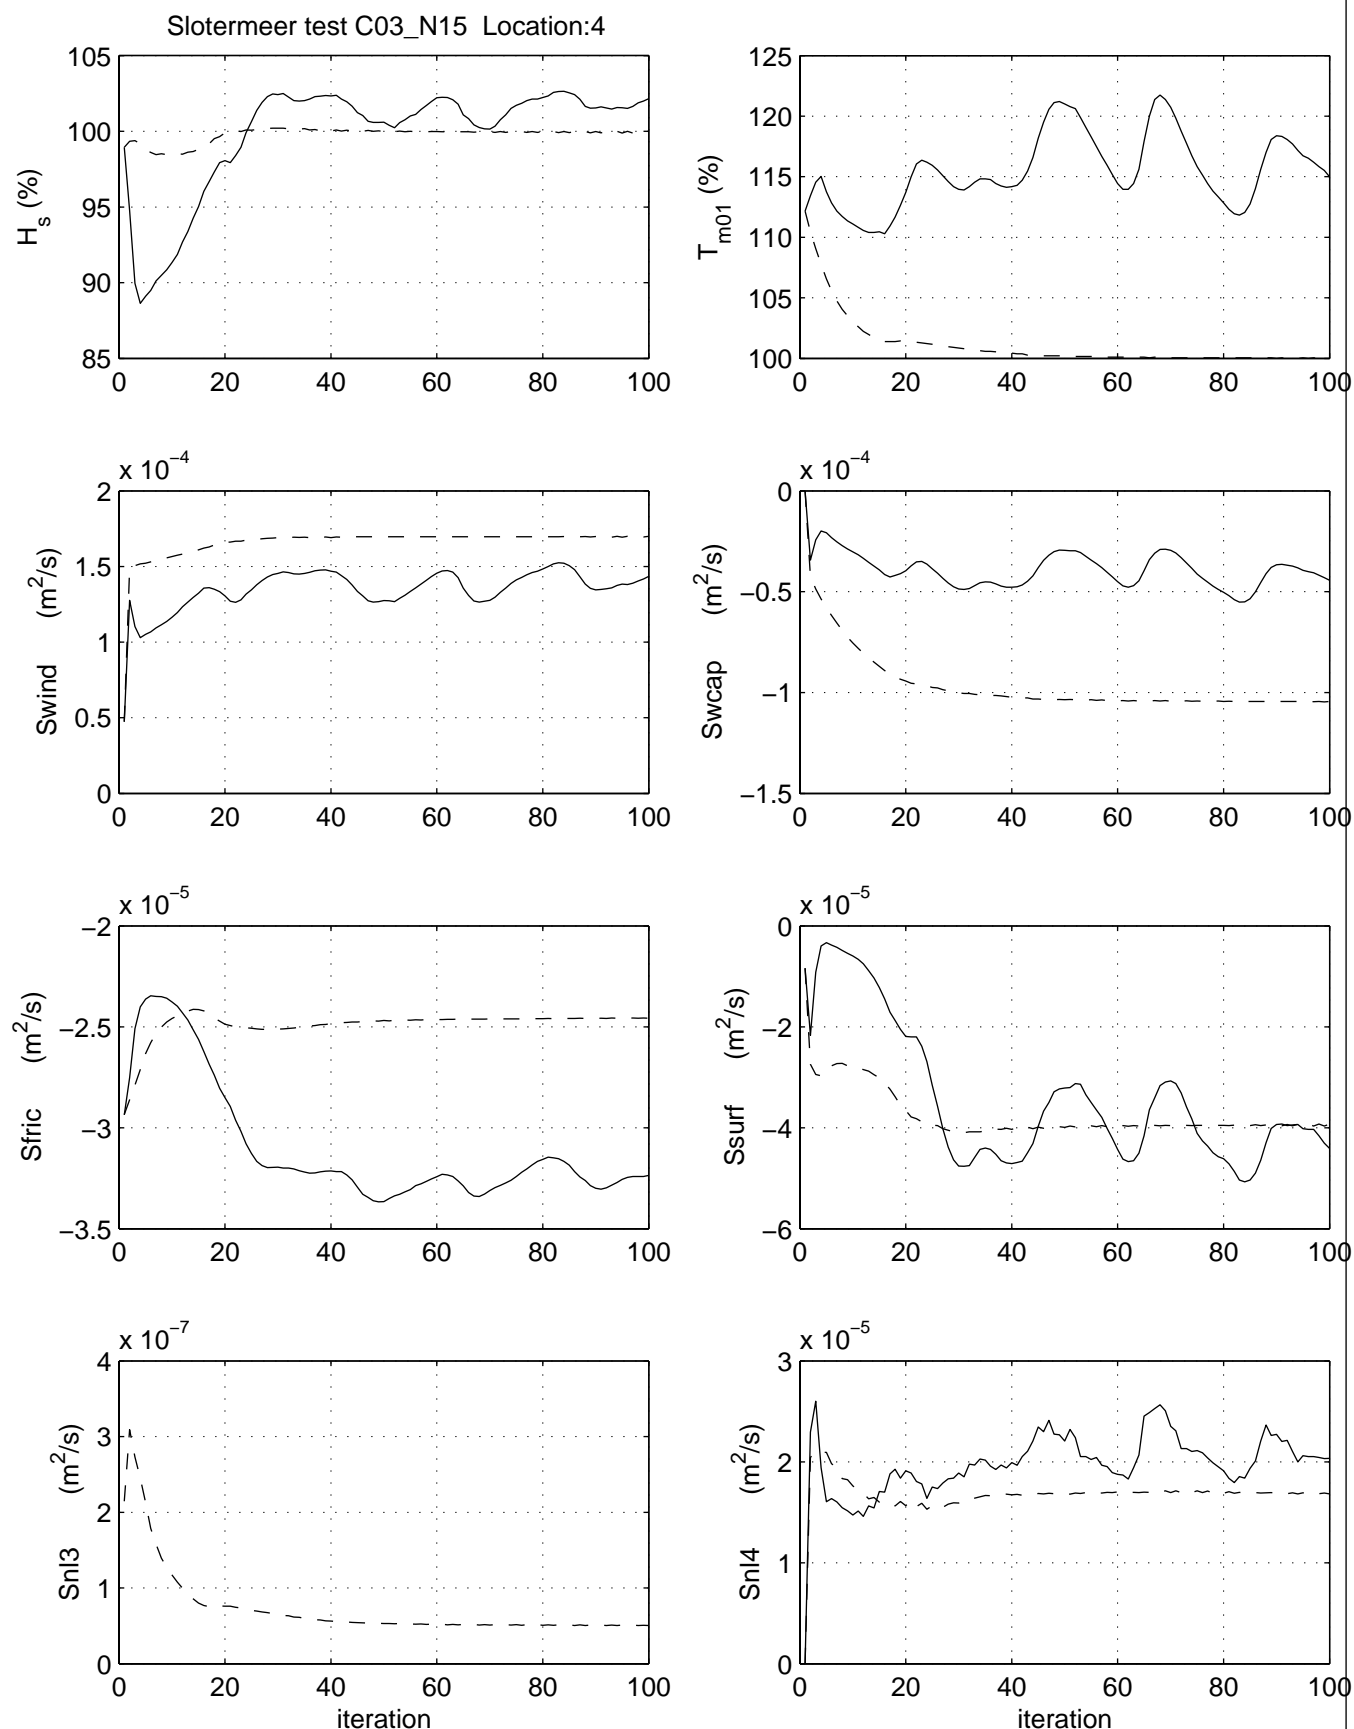 Slotermeer test C03_N15 Location:4
105
100
95
90
85
H_s (%)
0 20 40 60 80 100
125
120
115
110
105
100
T_m01 (%)
0 20 40 60 80 100
x 10^−4
2
1.5
1
0.5
0
Swind (m^2/s)
0 20 40 60 80 100
x 10^−4
0
−0.5
−1
−1.5
Swcap (m^2/s)
0 20 40 60 80 100
x 10^−5
−2
−2.5
−3
−3.5
Sfric (m^2/s)
0 20 40 60 80 100
x 10^−5
0
−2
−4
−6
Ssurf (m^2/s)
0 20 40 60 80 100
x 10^−7
4
3
2
1
0
Snl3 (m^2/s)
0 20 40 60 80 100
iteration
x 10^−5
3
2
1
0
Snl4 (m^2/s)
0 20 40 60 80 100
iteration